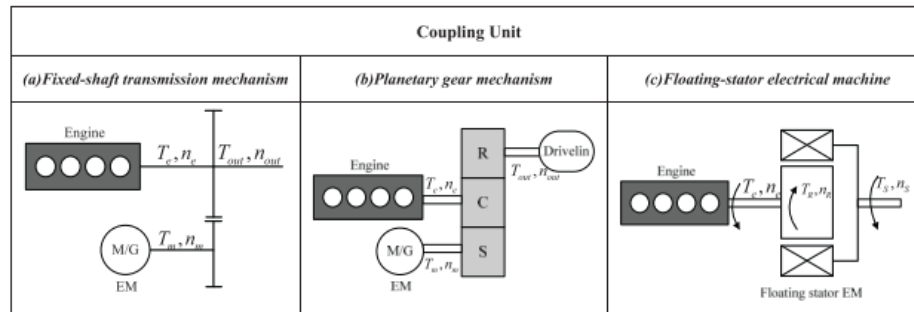 Coupling Unit
(a)Fixed-shaft transmission mechanism
(b)Planetary gear mechanism
(c)Floating-stator electrical machine
Engine
T_e, n_e
T_out, n_out
M/G
T_m, n_m
EM
Engine
T_e, n_e
R
C
S
Drivelin
T_out, n_out
M/G
T_m, n_m
EM
Engine
T_e, n_e
T_R, n_R
T_S, n_S
Floating stator EM